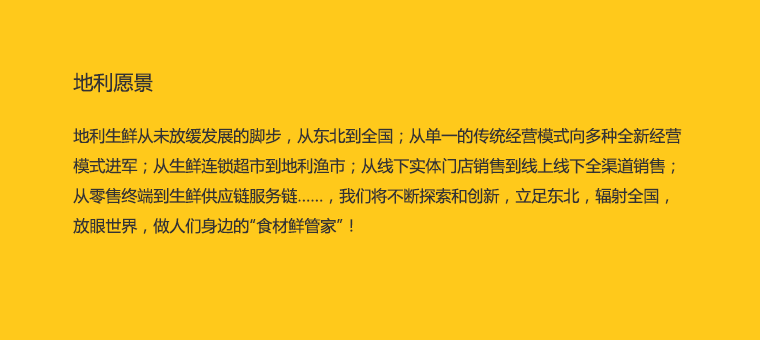 地利愿景
地利生鲜从未放缓发展的脚步，从东北到全国；从单一的传统经营模式向多种全新经营
模式进军；从生鲜连锁超市到地利渔市；从线下实体门店销售到线上线下全渠道销售；
从零售终端到生鲜供应链服务链......，我们将不断探索和创新，立足东北，辐射全国，
放眼世界，做人们身边的“食材鲜管家”！